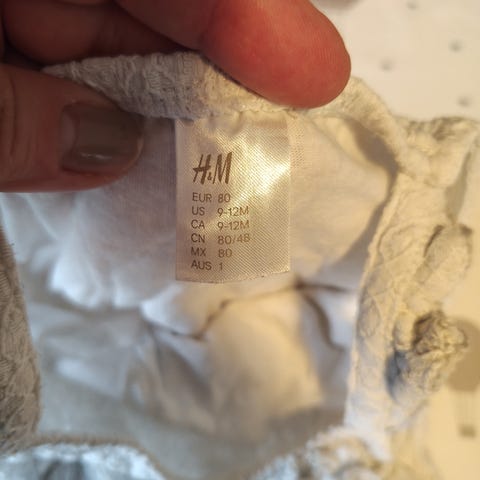 H&M
EUR 80
US 9-12M
CA 9-12M
CN 80/48
MX 80
AUS 1